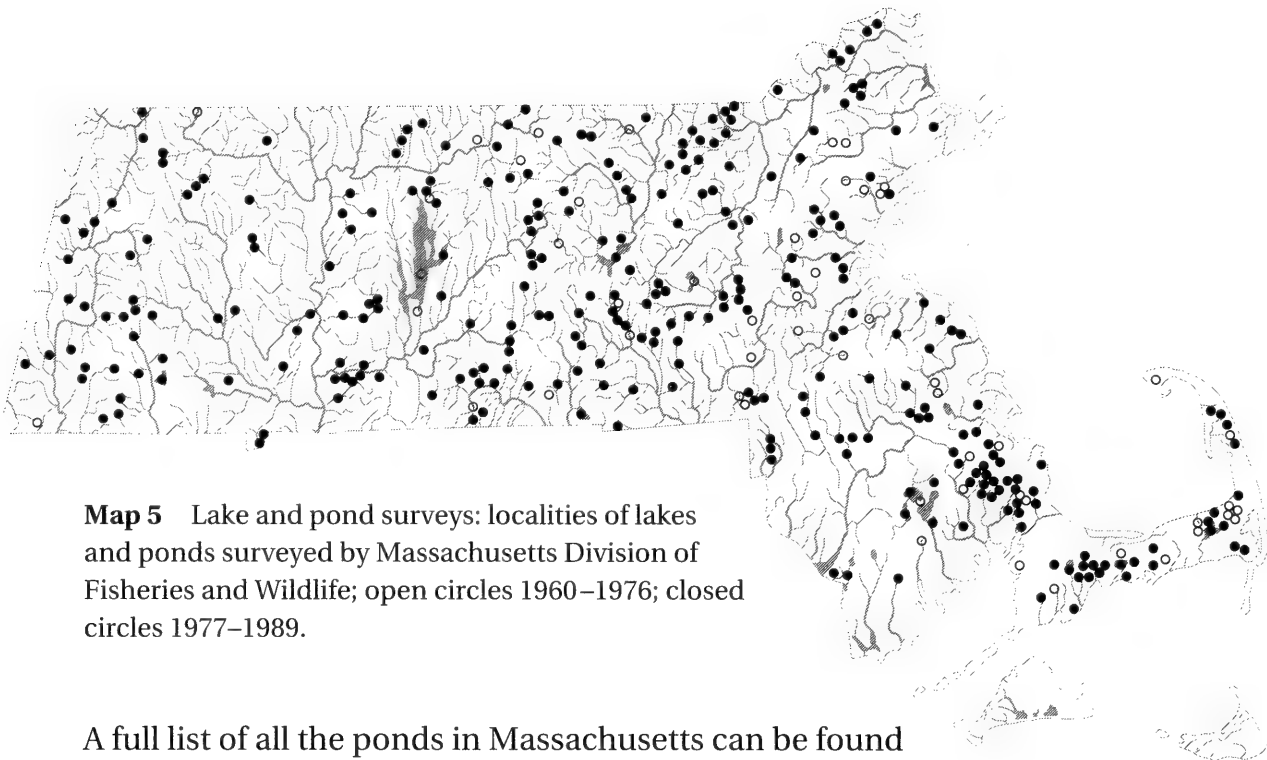 Map 5 Lake and pond surveys: localities of lakes
and ponds surveyed by Massachusetts Division of
Fisheries and Wildlife; open circles 1960–1976; closed
circles 1977–1989.
A full list of all the ponds in Massachusetts can be found